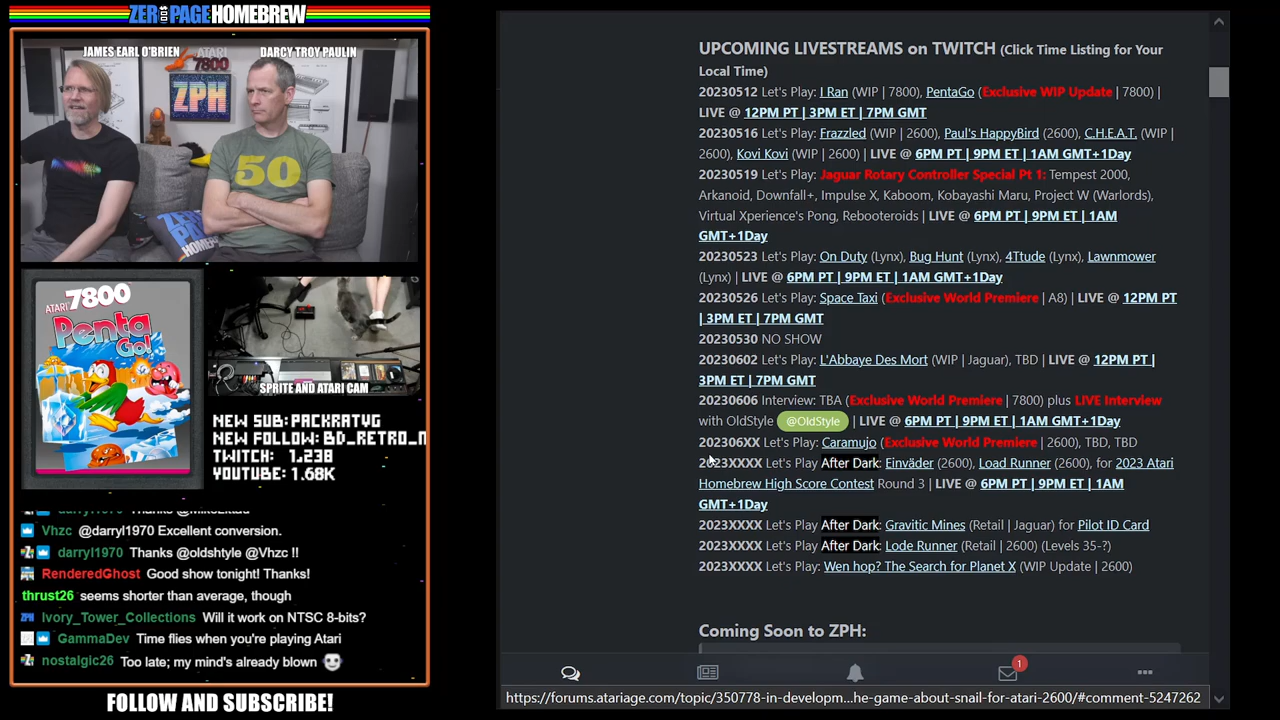 ZEROPAGE HOMEBREW
JAMES EARL O'BRIEN
DARCY TROY PAULIN
ATARI
7800
ZPH
50
ZERO
PAGE
HOMEBREW
ATARI 7800
Penta
Go!
SPRITE AND ATARI CAM
NEW SUB: PACKRATVG
NEW FOLLOW: BD_RETRO_
TWITCH: 1,238
YOUTUBE: 1.68K
darryl1970 Thanks @MikeStaaf
Vhzc @darryl1970 Excellent conversion.
darryl1970 Thanks @oldshtyle @Vhzc !!
RenderedGhost Good show tonight! Thanks!
thrust26 seems shorter than average, though
Ivory_Tower_Collections Will it work on NTSC 8-bits?
GammaDev Time flies when you're playing Atari
nostalgic26 Too late; my mind's already blown
FOLLOW AND SUBSCRIBE!
UPCOMING LIVESTREAMS on TWITCH (Click Time Listing for Your
Local Time)
20230512 Let's Play: I Ran (WIP | 7800), PentaGo (Exclusive WIP Update | 7800) |
LIVE @ 12PM PT | 3PM ET | 7PM GMT
20230516 Let's Play: Frazzled (WIP | 2600), Paul's HappyBird (2600), C.H.E.A.T. (WIP |
2600), Kovi Kovi (WIP | 2600) | LIVE @ 6PM PT | 9PM ET | 1AM GMT+1Day
20230519 Let's Play: Jaguar Rotary Controller Special Pt 1: Tempest 2000,
Arkanoid, Downfall+, Impulse X, Kaboom, Kobayashi Maru, Project W (Warlords),
Virtual Xperience's Pong, Rebooteroids | LIVE @ 6PM PT | 9PM ET | 1AM
GMT+1Day
20230523 Let's Play: On Duty (Lynx), Bug Hunt (Lynx), 4Ttude (Lynx), Lawnmower
(Lynx) | LIVE @ 6PM PT | 9PM ET | 1AM GMT+1Day
20230526 Let's Play: Space Taxi (Exclusive World Premiere | A8) | LIVE @ 12PM PT
| 3PM ET | 7PM GMT
20230530 NO SHOW
20230602 Let's Play: L'Abbaye Des Mort (WIP | Jaguar), TBD | LIVE @ 12PM PT |
3PM ET | 7PM GMT
20230606 Interview: TBA (Exclusive World Premiere | 7800) plus LIVE Interview
with OldStyle @OldStyle | LIVE @ 6PM PT | 9PM ET | 1AM GMT+1Day
202306XX Let's Play: Caramujo (Exclusive World Premiere | 2600), TBD, TBD
2023XXXX Let's Play After Dark: Einväder (2600), Load Runner (2600), for 2023 Atari
Homebrew High Score Contest Round 3 | LIVE @ 6PM PT | 9PM ET | 1AM
GMT+1Day
2023XXXX Let's Play After Dark: Gravitic Mines (Retail | Jaguar) for Pilot ID Card
2023XXXX Let's Play After Dark: Lode Runner (Retail | 2600) (Levels 35-?)
2023XXXX Let's Play: Wen hop? The Search for Planet X (WIP Update | 2600)
Coming Soon to ZPH:
1
https://forums.atariage.com/topic/350778-in-developm...he-game-about-snail-for-atari-2600/#comment-5247262